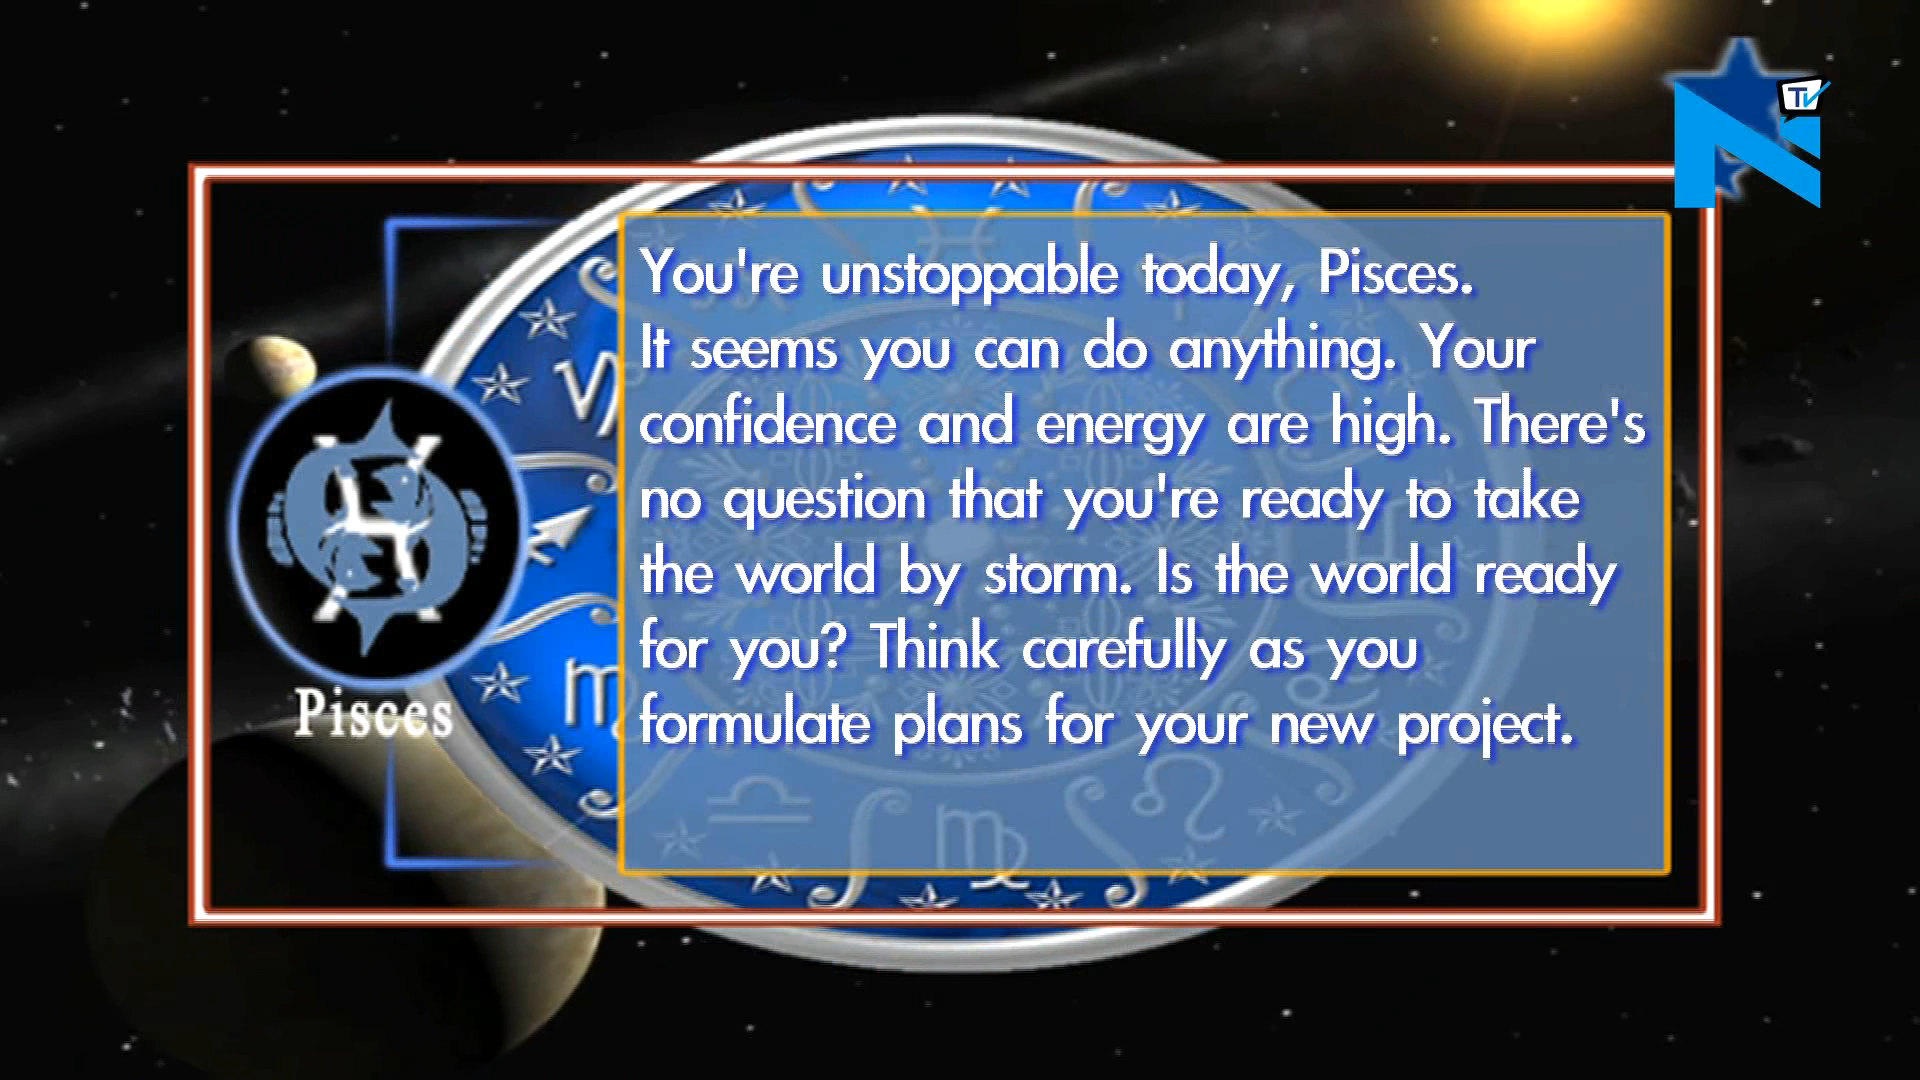 TV
You're unstoppable today, Pisces.
It seems you can do anything. Your
confidence and energy are high. There's
no question that you're ready to take
the world by storm. Is the world ready
for you? Think carefully as you
formulate plans for your new project.
Pisces